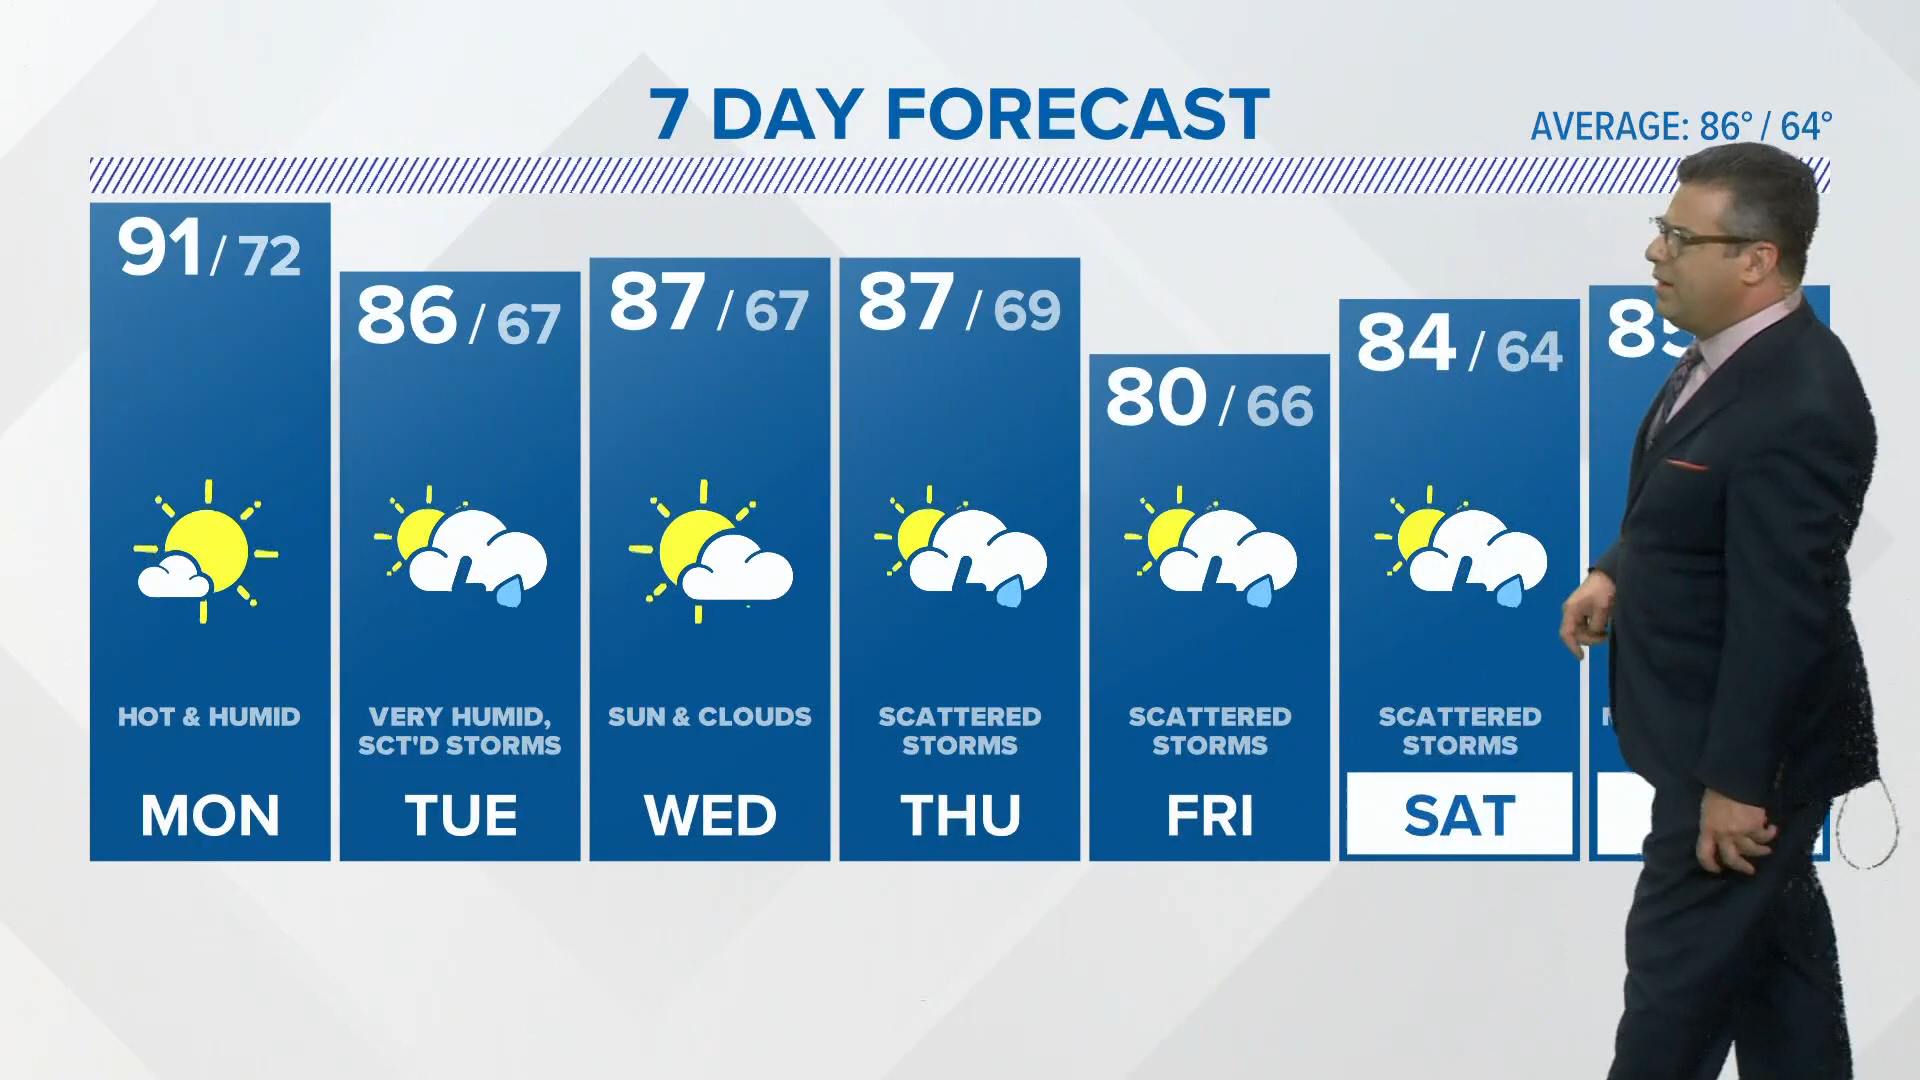 7 DAY FORECAST
AVERAGE: 86° / 64°
91 / 72
HOT & HUMID
MON
86 / 67
VERY HUMID,
SCT'D STORMS
TUE
87 / 67
SUN & CLOUDS
WED
87 / 69
SCATTERED
STORMS
THU
80 / 66
SCATTERED
STORMS
FRI
84 / 64
SCATTERED
STORMS
SAT
85